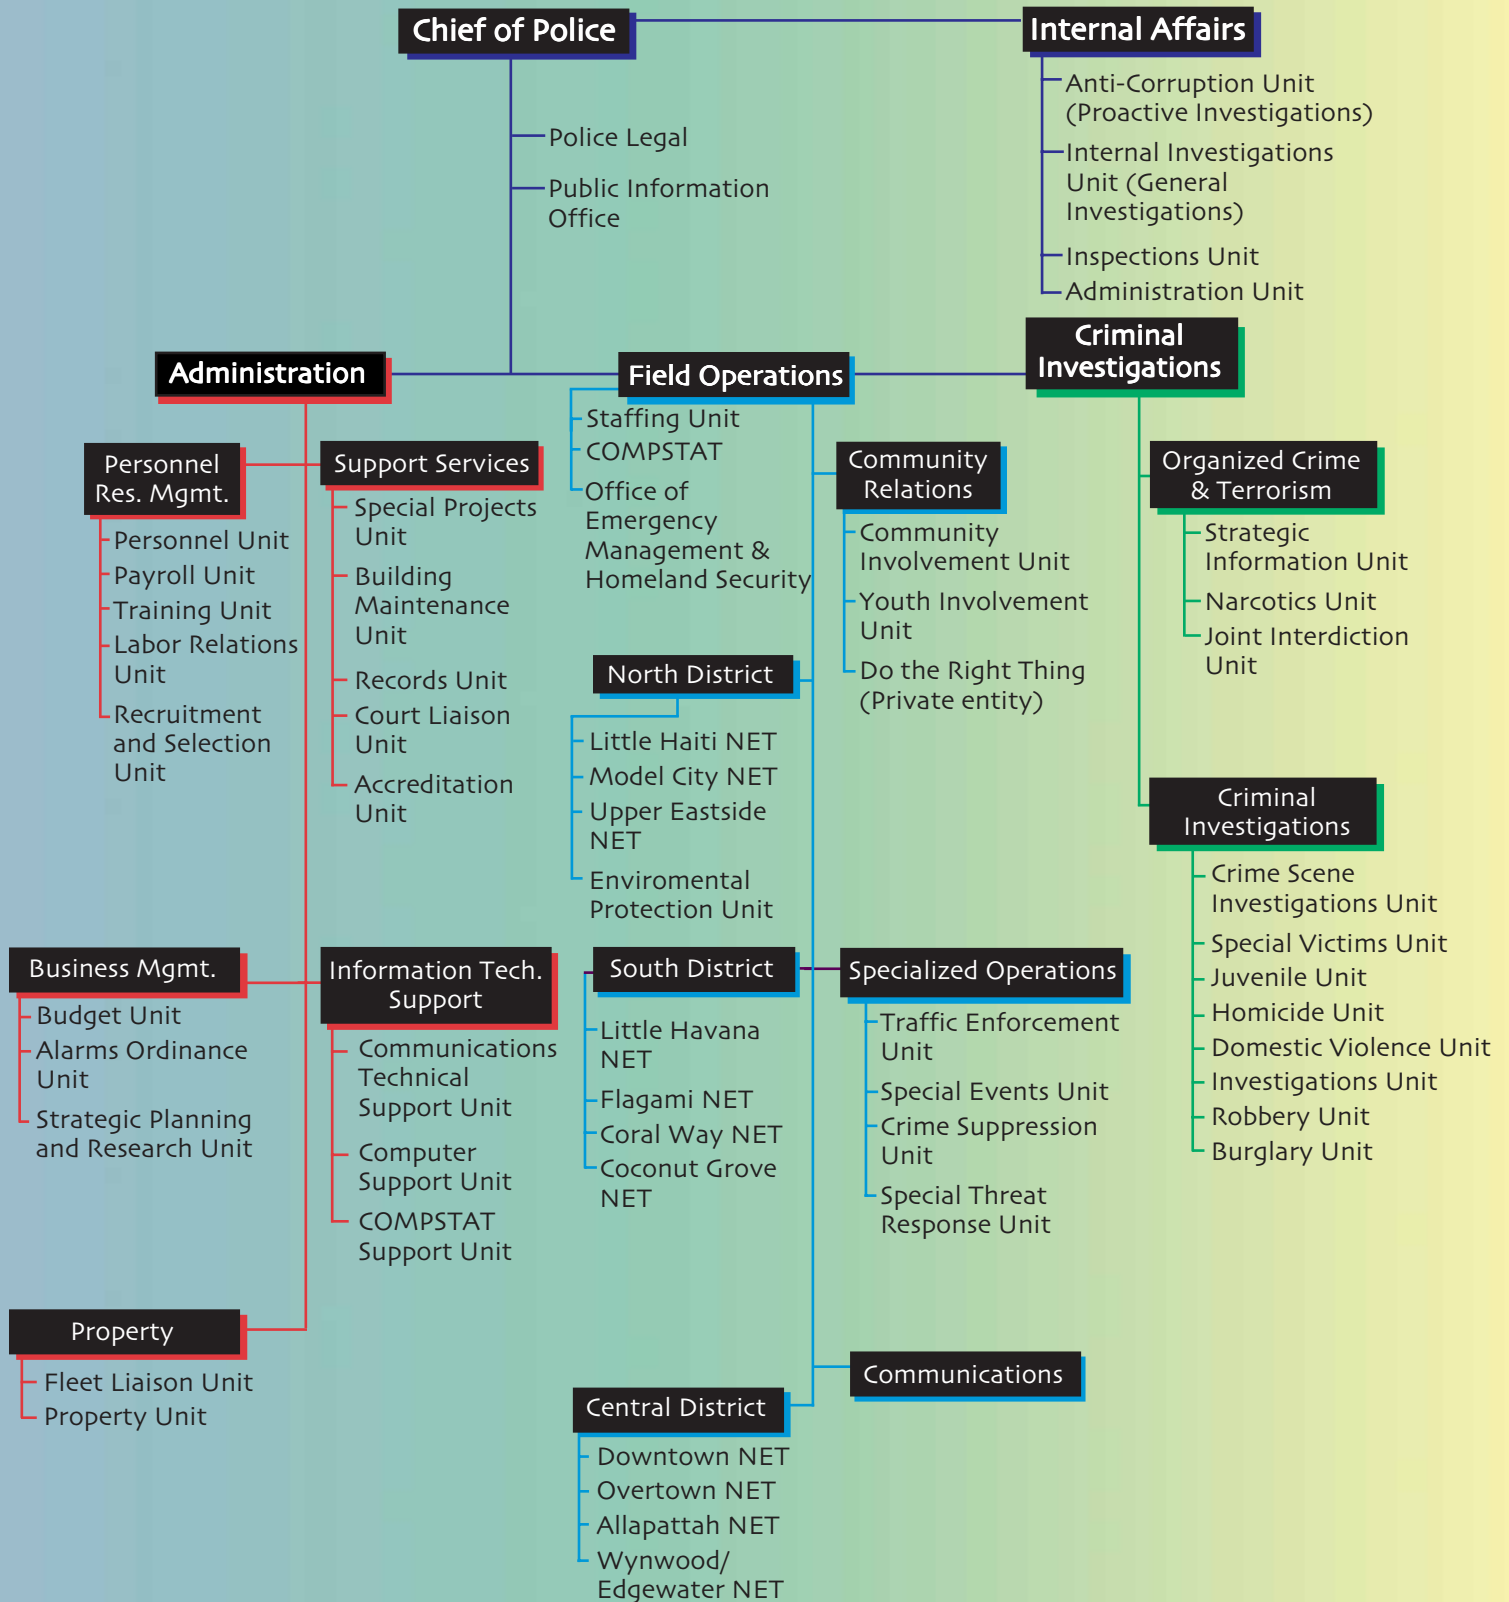 Chief of Police
Internal Affairs
Police Legal
Public Information
Office
Anti-Corruption Unit
(Proactive Investigations)
Internal Investigations
Unit (General
Investigations)
Inspections Unit
Administration Unit
Administration
Personnel
Res. Mgmt.
Personnel Unit
Payroll Unit
Training Unit
Labor Relations
Unit
Recruitment
and Selection
Unit
Support Services
Special Projects
Unit
Building
Maintenance
Unit
Records Unit
Court Liaison
Unit
Accreditation
Unit
Business Mgmt.
Budget Unit
Alarms Ordinance
Unit
Strategic Planning
and Research Unit
Information Tech.
Support
Communications
Technical
Support Unit
Computer
Support Unit
COMPSTAT
Support Unit
Property
Fleet Liaison Unit
Property Unit
Field Operations
Staffing Unit
COMPSTAT
Office of
Emergency
Management &
Homeland Security
Community
Relations
Community
Involvement Unit
Youth Involvement
Unit
Do the Right Thing
(Private entity)
North District
Little Haiti NET
Model City NET
Upper Eastside
NET
Enviromental
Protection Unit
South District
Little Havana
NET
Flagami NET
Coral Way NET
Coconut Grove
NET
Specialized Operations
Traffic Enforcement
Unit
Special Events Unit
Crime Suppression
Unit
Special Threat
Response Unit
Communications
Central District
Downtown NET
Overtown NET
Allapattah NET
Wynwood/
Edgewater NET
Criminal
Investigations
Organized Crime
& Terrorism
Strategic
Information Unit
Narcotics Unit
Joint Interdiction
Unit
Criminal
Investigations
Crime Scene
Investigations Unit
Special Victims Unit
Juvenile Unit
Homicide Unit
Domestic Violence Unit
Investigations Unit
Robbery Unit
Burglary Unit